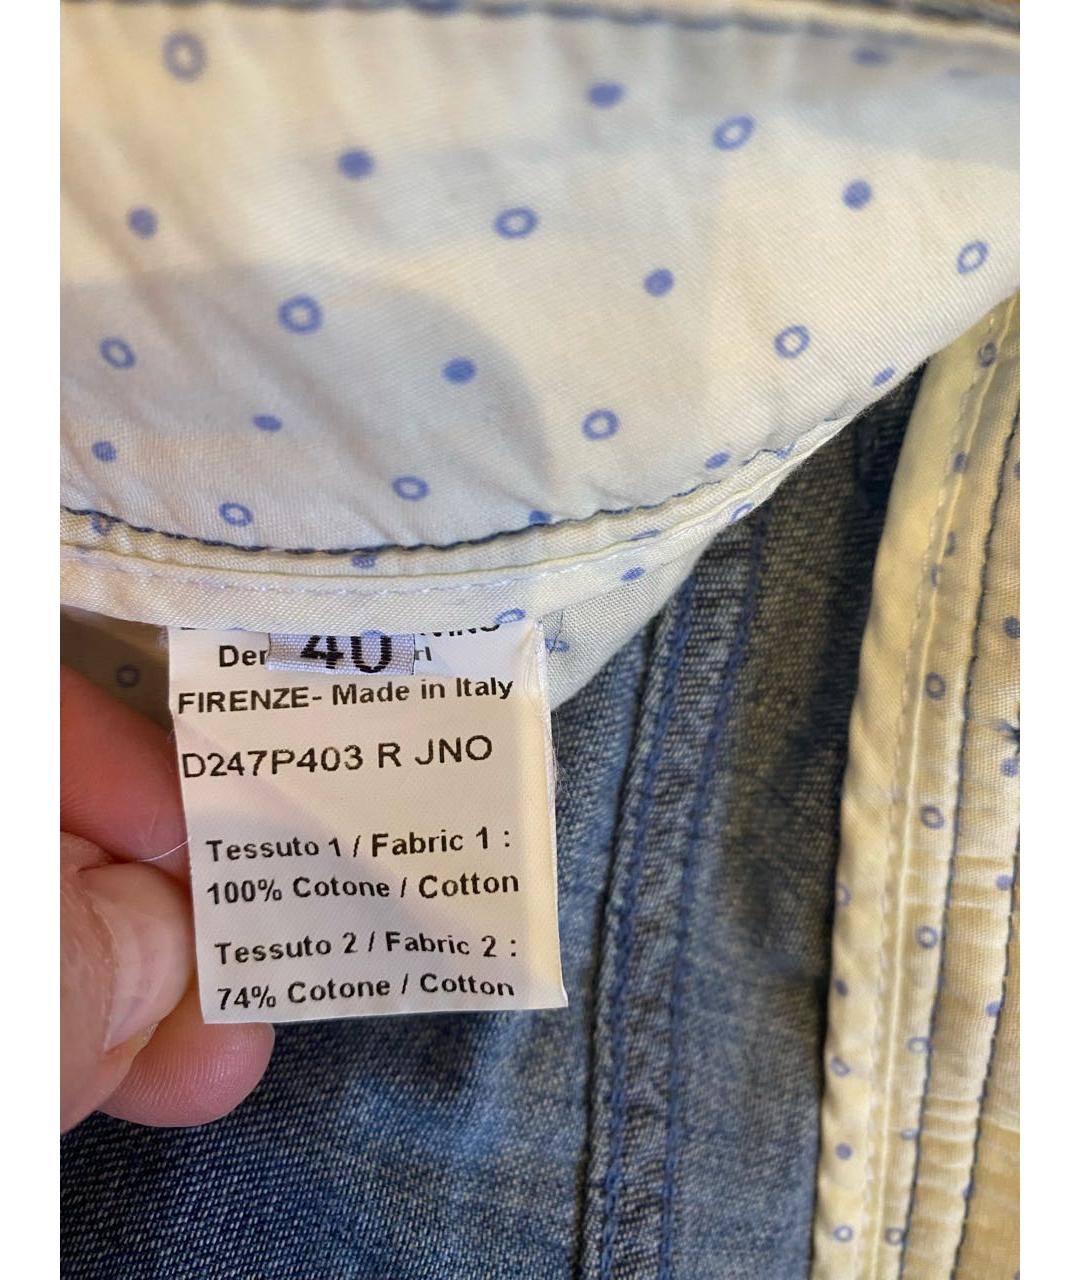 40
FIRENZE- Made in Italy
D247P403 R JNO
Tessuto 1 / Fabric 1 :
100% Cotone / Cotton
Tessuto 2 / Fabric 2 :
74% Cotone / Cotton